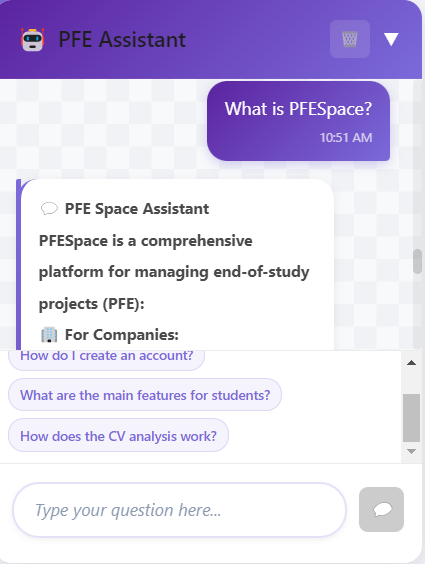 PFE Assistant
What is PFESpace?
10:51 AM
PFE Space Assistant
PFESpace is a comprehensive
platform for managing end-of-study
projects (PFE):
For Companies:
How do I create an account?
What are the main features for students?
How does the CV analysis work?
Type your question here...